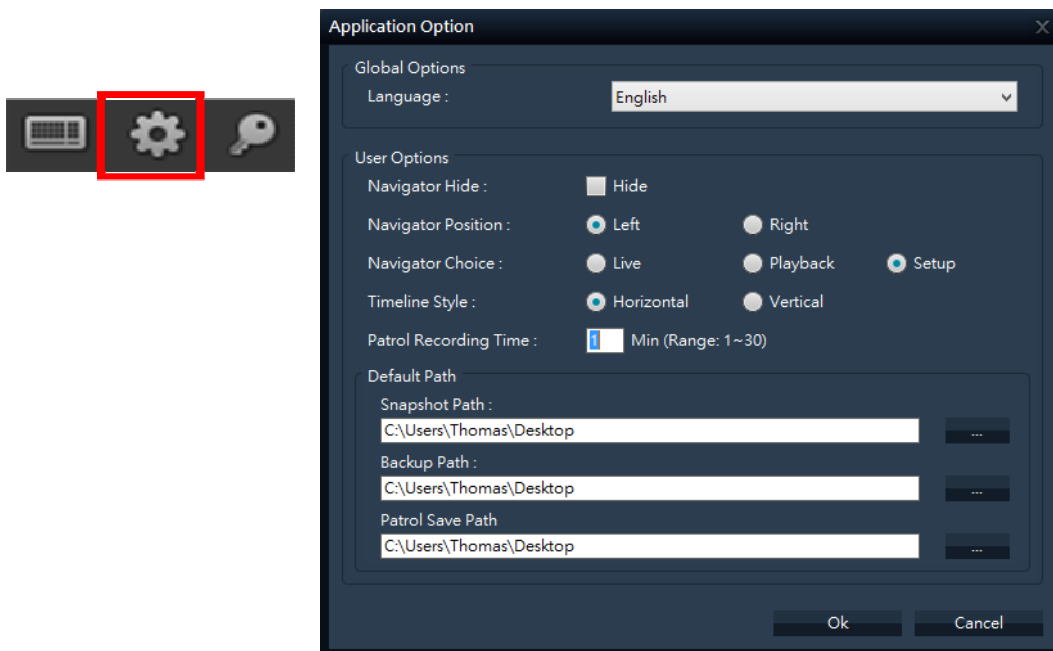 Application Option
Global Options
Language : English
User Options
Navigator Hide : Hide
Navigator Position : Left Right
Navigator Choice : Live Playback Setup
Timeline Style : Horizontal Vertical
Patrol Recording Time : 1 Min (Range: 1~30)
Default Path
Snapshot Path :
C:\Users\Thomas\Desktop ...
Backup Path :
C:\Users\Thomas\Desktop ...
Patrol Save Path
C:\Users\Thomas\Desktop ...
Ok Cancel